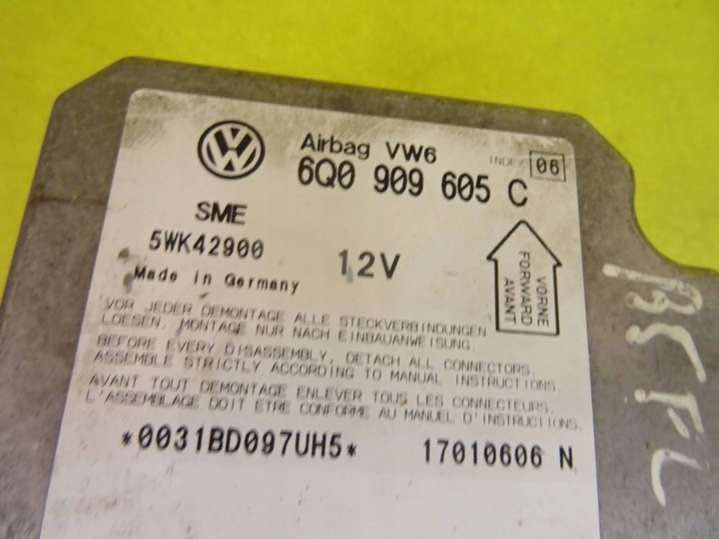 Airbag VW6
INDEX 06
6Q0 909 605 C
SME
5WK42900
12V
Made in Germany
VORNE
FORWARD
AVANT
VOR JEDER DEMONTAGE ALLE STECKVERBINDUNGEN
LOESEN, MONTAGE NUR NACH EINBAUANWEISUNG.
BEFORE EVERY DISASSEMBLY, DETACH ALL CONNECTORS.
ASSEMBLE STRICTLY ACCORDING TO MANUAL INSTRUCTIONS.
AVANT TOUT DEMONTAGE ENLEVER TOUS LES CONNECTEURS.
L'ASSEMBLAGE DOIT ETRE CONFORME AU MANUEL D'INSTRUCTIONS
*0031BD097UH5*
17010606 N